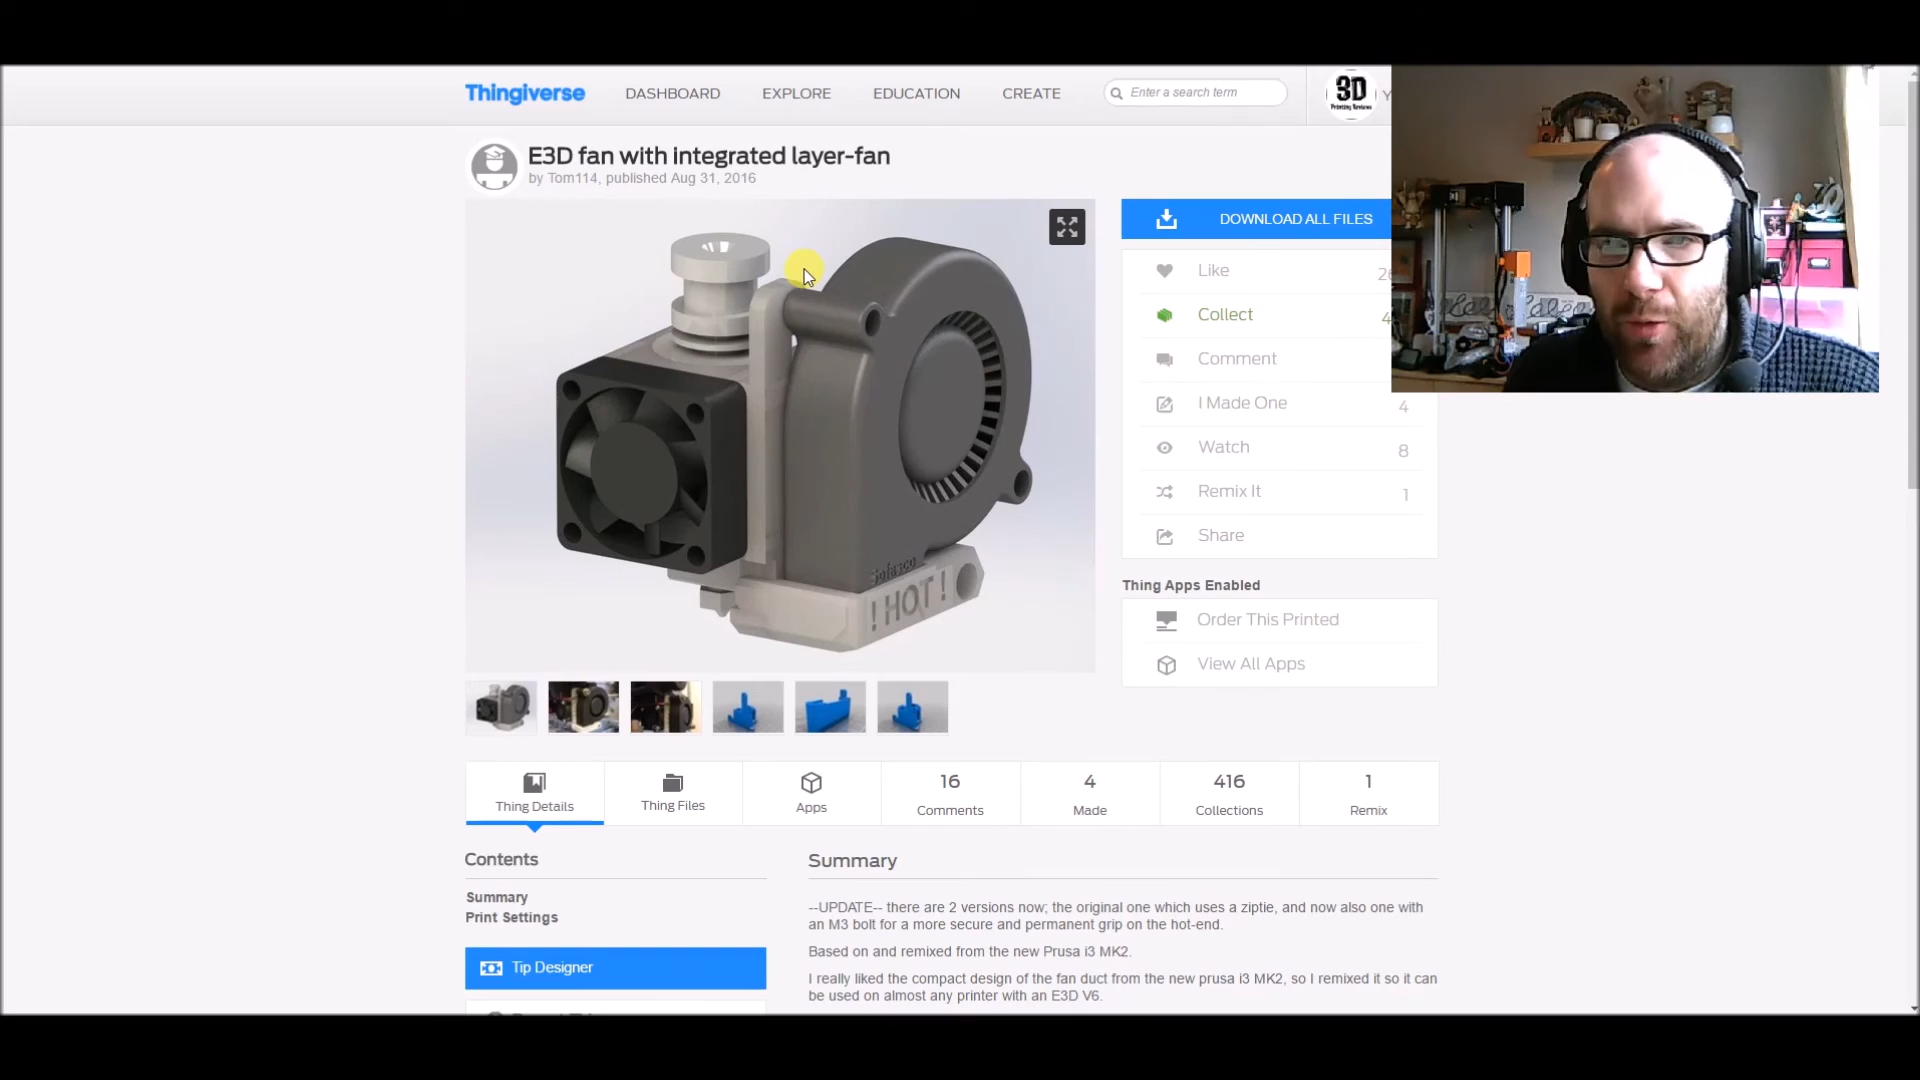 Thingiverse
DASHBOARD
EXPLORE
EDUCATION
CREATE
Enter a search term
3D
Printing Reviews
Y
E3D fan with integrated layer-fan
by Tom114, published Aug 31, 2016
! HOT !
DOWNLOAD ALL FILES
Like
Collect
Comment
I Made One 4
Watch 8
Remix It 1
Share
Thing Apps Enabled
Order This Printed
View All Apps
Thing Details
Thing Files
Apps
16
Comments
4
Made
416
Collections
1
Remix
Contents
Summary
Print Settings
Tip Designer
Summary
--UPDATE-- there are 2 versions now; the original one which uses a ziptie, and now also one with
an M3 bolt for a more secure and permanent grip on the hot-end.
Based on and remixed from the new Prusa i3 MK2.
I really liked the compact design of the fan duct from the new prusa i3 MK2, so I remixed it so it can
be used on almost any printer with an E3D V6.